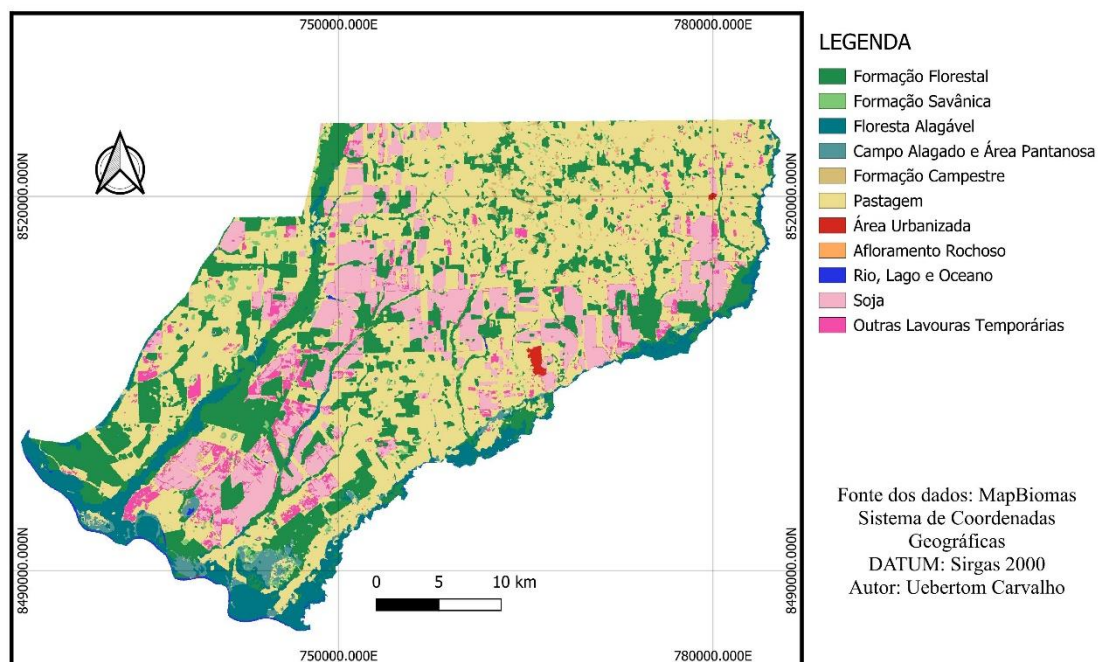 750000.000E
780000.000E
8520000.000N
8520000.000N
8490000.000N
8490000.000N
0 5 10 km
750000.000E
780000.000E
LEGENDA
Formação Florestal
Formação Savânica
Floresta Alagável
Campo Alagado e Área Pantanosa
Formação Campestre
Pastagem
Área Urbanizada
Afloramento Rochoso
Rio, Lago e Oceano
Soja
Outras Lavouras Temporárias
Fonte dos dados: MapBiomas
Sistema de Coordenadas
Geográficas
DATUM: Sirgas 2000
Autor: Uebertom Carvalho